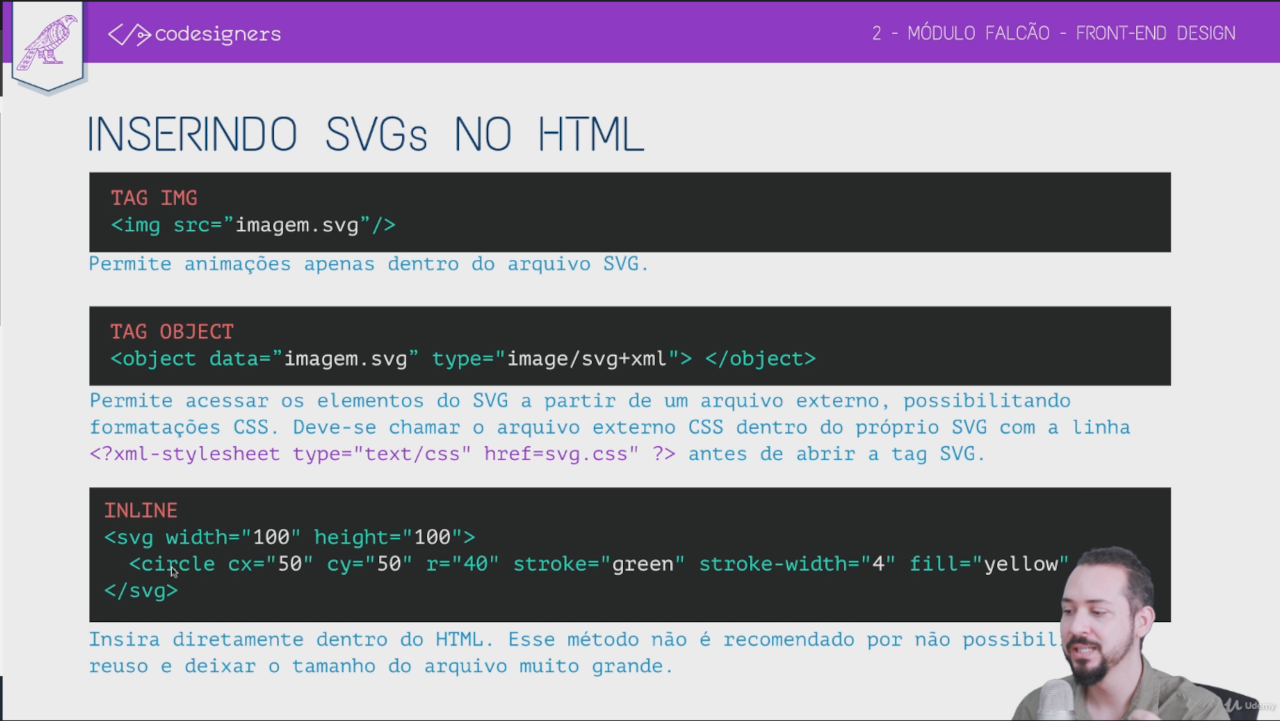 codesigners
2 - MÓDULO FALCÃO - FRONT-END DESIGN
INSERINDO SVGs NO HTML
TAG IMG
<img src=”imagem.svg”/>
Permite animações apenas dentro do arquivo SVG.
TAG OBJECT
<object data=”imagem.svg” type="image/svg+xml"> </object>
Permite acessar os elementos do SVG a partir de um arquivo externo, possibilitando
formatações CSS. Deve-se chamar o arquivo externo CSS dentro do próprio SVG com a linha
<?xml-stylesheet type="text/css" href=svg.css" ?> antes de abrir a tag SVG.
INLINE
<svg width="100" height="100">
<circle cx="50" cy="50" r="40" stroke="green" stroke-width="4" fill="yellow"
</svg>
Insira diretamente dentro do HTML. Esse método não é recomendado por não
reuso e deixar o tamanho do arquivo muito grande.
Udemy